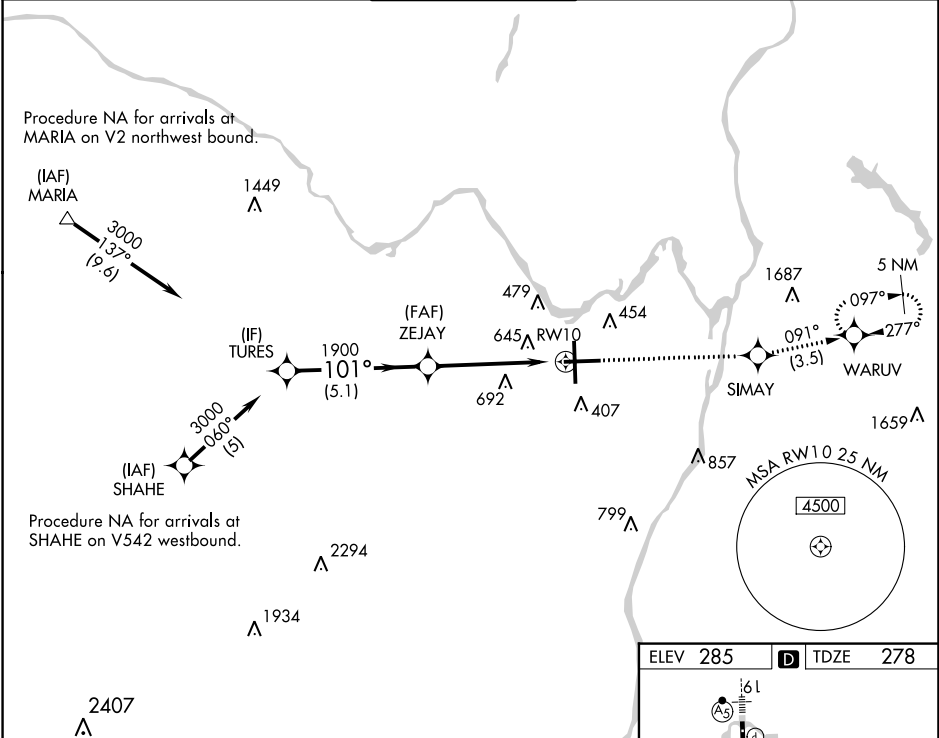 Procedure NA for arrivals at
MARIA on V2 northwest bound.
(IAF)
MARIA
1449
3000
137°
(9.6)
5 NM
1687
097°
277°
479
454
(FAF)
ZEJAY
645
RW10
091°
(3.5)
WARUV
(IF)
TURES
1900
101°
(5.1)
SIMAY
692
407
1659
3000
060°
(5)
(IAF)
SHAHE
857
MSA RW10 25 NM
4500
Procedure NA for arrivals at
SHAHE on V542 westbound.
799
2294
1934
2407
ELEV 285
D
TDZE 278
19
A5